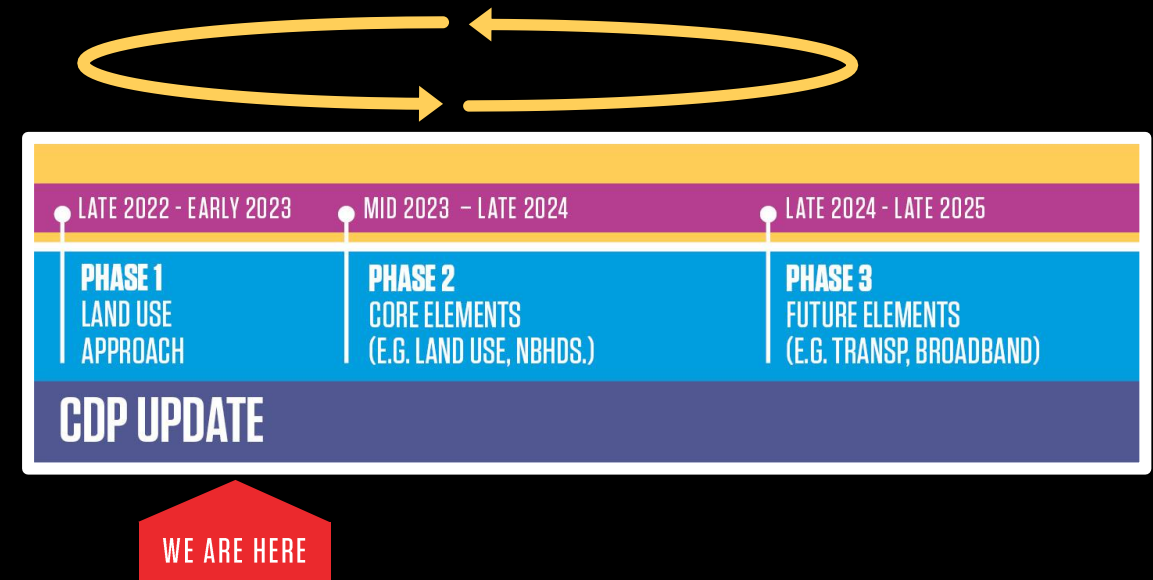 LATE 2022 - EARLY 2023
MID 2023 – LATE 2024
LATE 2024 - LATE 2025
PHASE 1
LAND USE
APPROACH
PHASE 2
CORE ELEMENTS
(E.G. LAND USE, NBHDS.)
PHASE 3
FUTURE ELEMENTS
(E.G. TRANSP, BROADBAND)
CDP UPDATE
WE ARE HERE